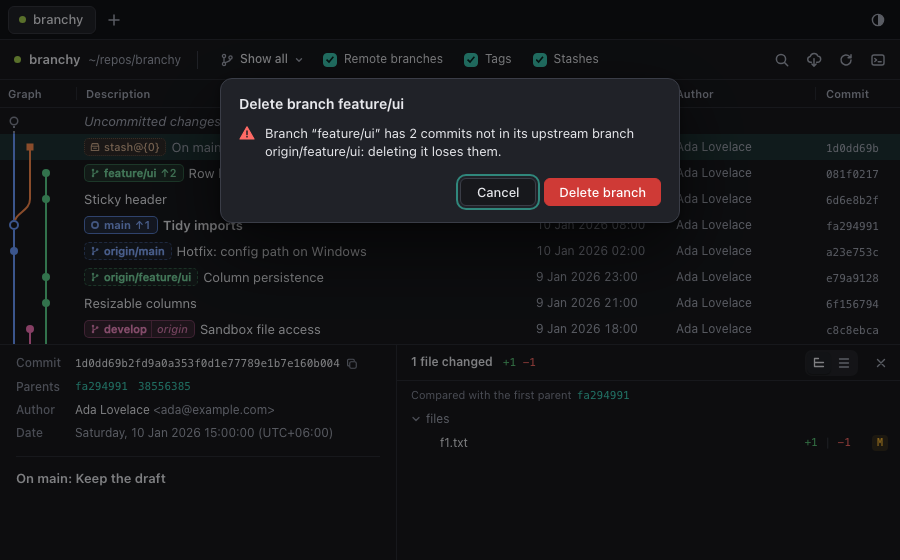 branchy
branchy ~/repos/branchy Show all Remote branches Tags Stashes
Graph Description Author Commit
Uncommitted changes
stash@{0} On main Ada Lovelace 1d0dd69b
feature/ui ↑2 Row Ada Lovelace 081f0217
Sticky header Ada Lovelace 6d6e8b2f
main ↑1 Tidy imports 10 Jan 2026 08:00 Ada Lovelace fa294991
origin/main Hotfix: config path on Windows 10 Jan 2026 02:00 Ada Lovelace a23e753c
origin/feature/ui Column persistence 9 Jan 2026 23:00 Ada Lovelace e79a9128
Resizable columns 9 Jan 2026 21:00 Ada Lovelace 6f156794
develop origin Sandbox file access 9 Jan 2026 18:00 Ada Lovelace c8c8ebca
Delete branch feature/ui
Branch “feature/ui” has 2 commits not in its upstream branch
origin/feature/ui: deleting it loses them.
Cancel Delete branch
Commit 1d0dd69b2fd9a0a353f0d1e77789e1b7e160b004
Parents fa294991 38556385
Author Ada Lovelace <ada@example.com>
Date Saturday, 10 Jan 2026 15:00:00 (UTC+06:00)
On main: Keep the draft
1 file changed +1 −1
Compared with the first parent fa294991
files
f1.txt +1 −1 M